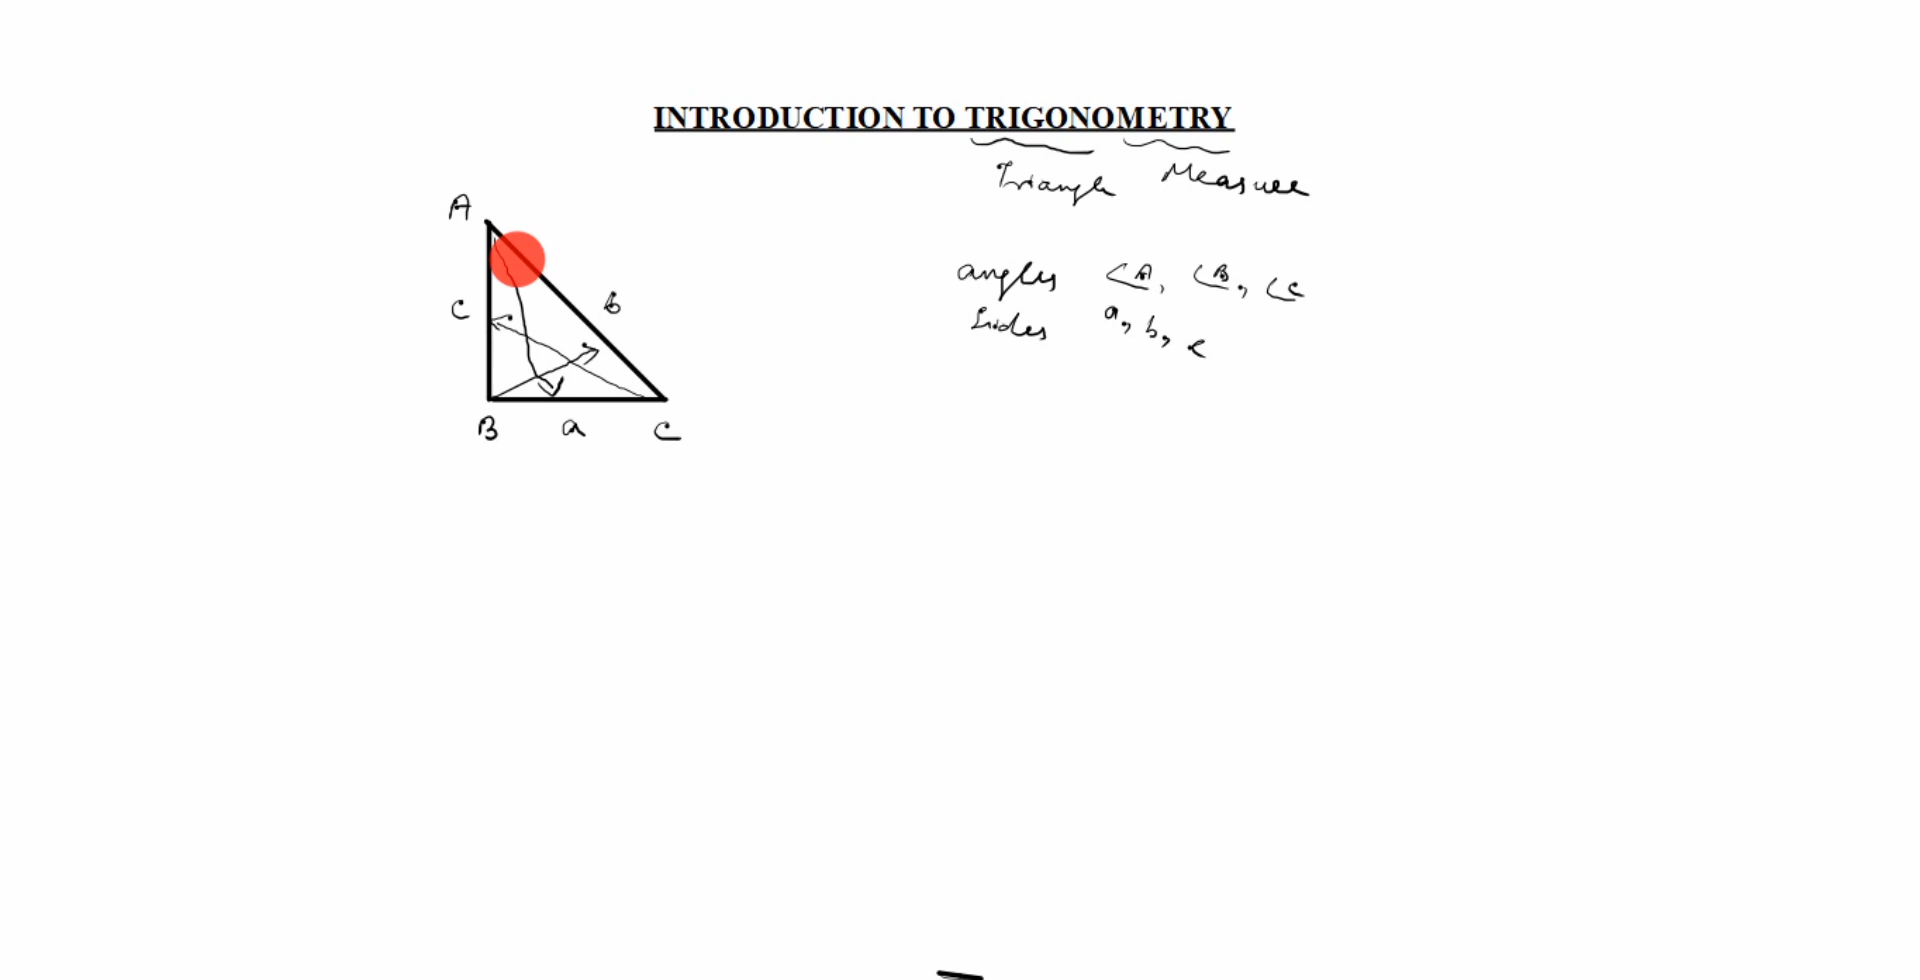 INTRODUCTION TO TRIGONOMETRY
Triangle Measure
A
angles ∠A, ∠B, ∠C
c b
Sides a, b, c
B a C